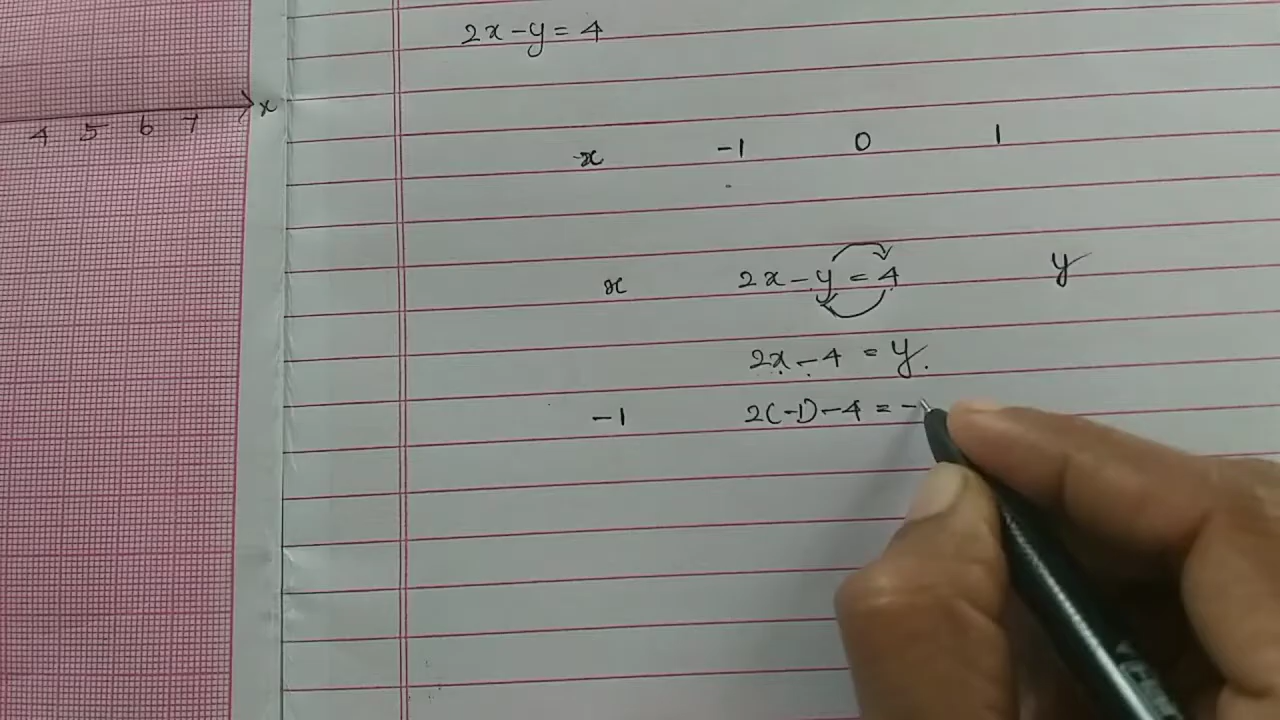 2x-y=4
x
4 5 6 7
x -1 0 1
x 2x-y=4 y
2x-4=y.
-1 2(-1)-4=-